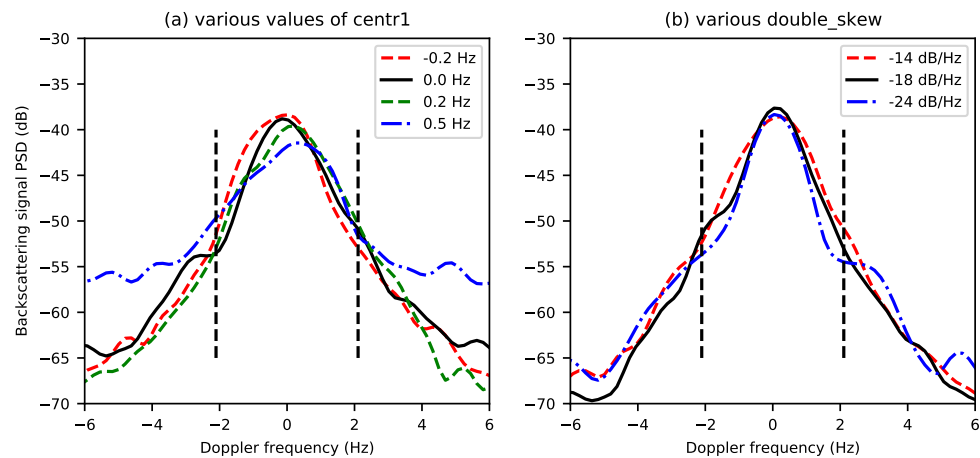 (a) various values of centr1
(b) various double_skew
−30
−35
−40
−45
−50
−55
−60
−65
−70
Backscattering signal PSD (dB)
-0.2 Hz
0.0 Hz
0.2 Hz
0.5 Hz
−6
−4
−2
0
2
4
6
Doppler frequency (Hz)
−30
−35
−40
−45
−50
−55
−60
−65
−70
-14 dB/Hz
-18 dB/Hz
-24 dB/Hz
−6
−4
−2
0
2
4
6
Doppler frequency (Hz)